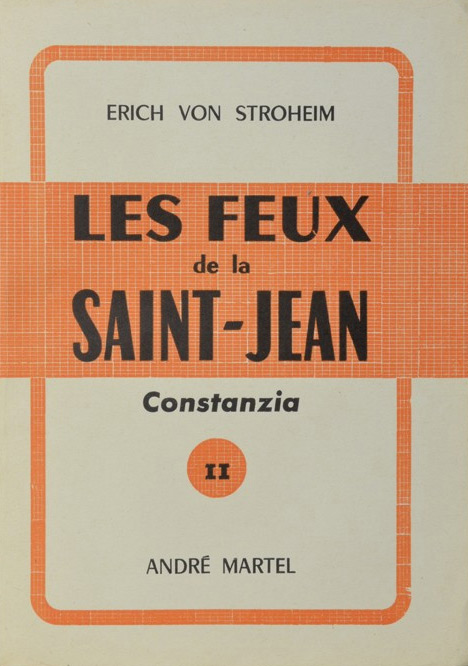 ERICH VON STROHEIM
LES FEUX
de la
SAINT-JEAN
Constanzia
II
ANDRÉ MARTEL